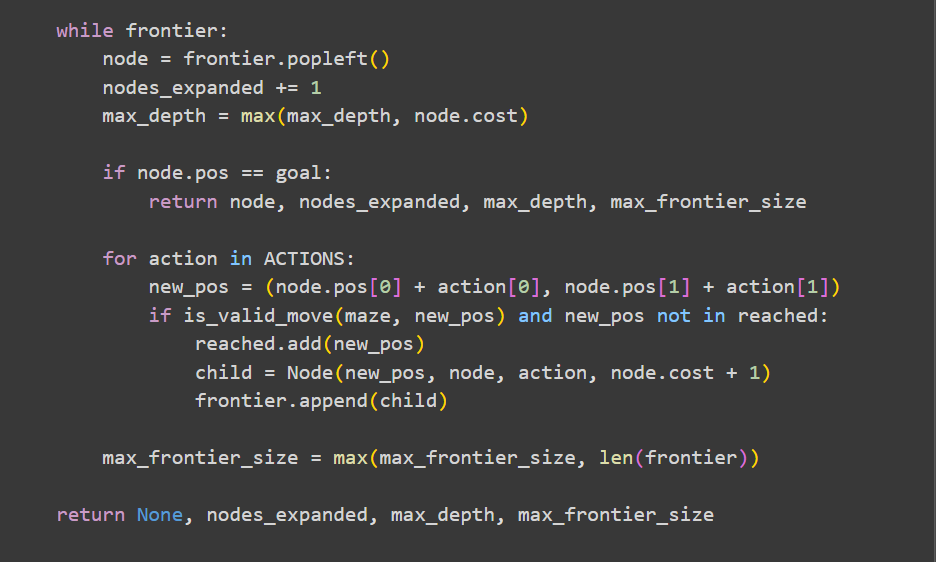 while frontier:
    node = frontier.popleft()
    nodes_expanded += 1
    max_depth = max(max_depth, node.cost)

    if node.pos == goal:
        return node, nodes_expanded, max_depth, max_frontier_size

    for action in ACTIONS:
        new_pos = (node.pos[0] + action[0], node.pos[1] + action[1])
        if is_valid_move(maze, new_pos) and new_pos not in reached:
            reached.add(new_pos)
            child = Node(new_pos, node, action, node.cost + 1)
            frontier.append(child)

    max_frontier_size = max(max_frontier_size, len(frontier))

return None, nodes_expanded, max_depth, max_frontier_size